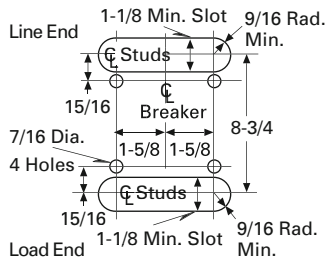 1-1/8 Min. Slot
9/16 Rad.
Min.
Line End
℄ Studs
15/16
℄
Breaker
8-3/4
7/16 Dia.
4 Holes
1-5/8
1-5/8
℄ Studs
15/16
1-1/8 Min. Slot
9/16 Rad.
Min.
Load End